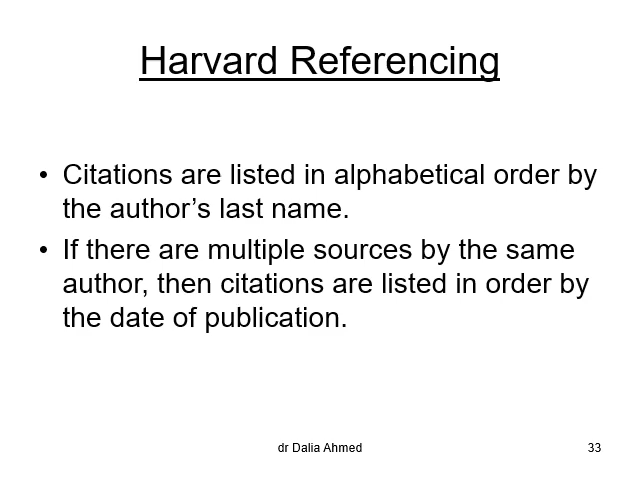 Harvard Referencing
• Citations are listed in alphabetical order by
the author’s last name.
• If there are multiple sources by the same
author, then citations are listed in order by
the date of publication.
dr Dalia Ahmed
33